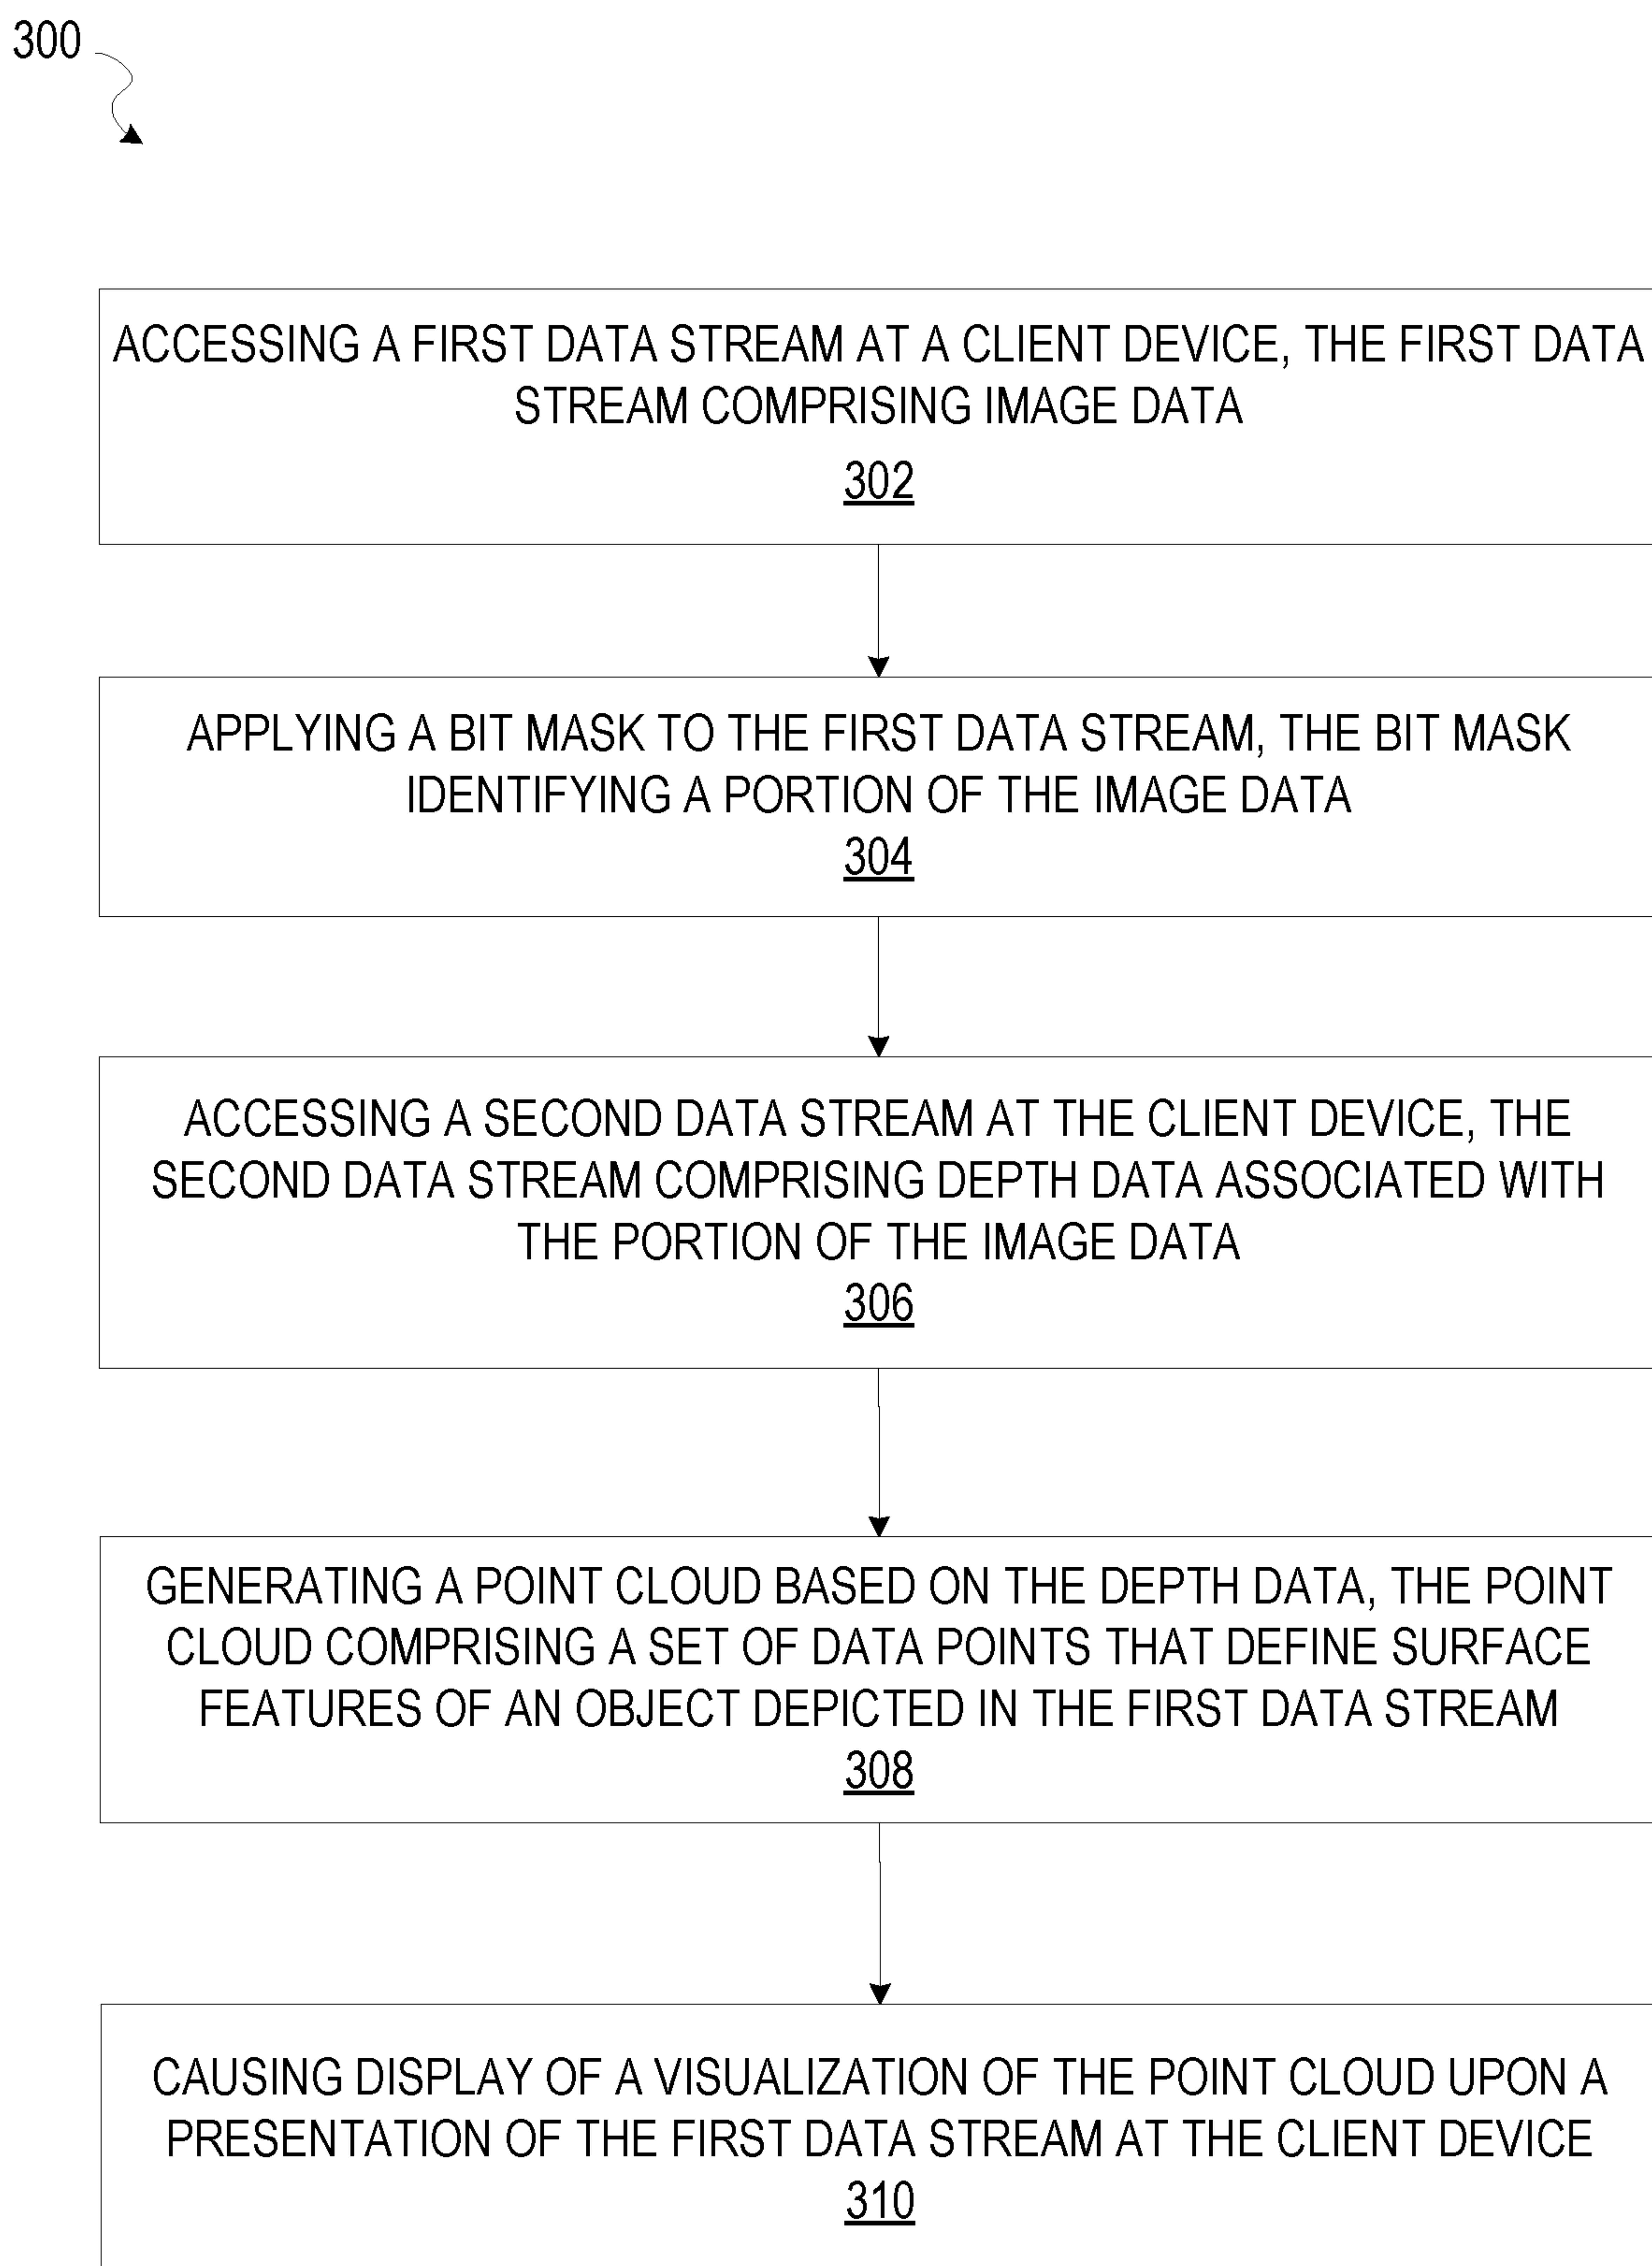 300
ACCESSING A FIRST DATA STREAM AT A CLIENT DEVICE, THE FIRST DATA
STREAM COMPRISING IMAGE DATA
302
APPLYING A BIT MASK TO THE FIRST DATA STREAM, THE BIT MASK
IDENTIFYING A PORTION OF THE IMAGE DATA
304
ACCESSING A SECOND DATA STREAM AT THE CLIENT DEVICE, THE
SECOND DATA STREAM COMPRISING DEPTH DATA ASSOCIATED WITH
THE PORTION OF THE IMAGE DATA
306
GENERATING A POINT CLOUD BASED ON THE DEPTH DATA, THE POINT
CLOUD COMPRISING A SET OF DATA POINTS THAT DEFINE SURFACE
FEATURES OF AN OBJECT DEPICTED IN THE FIRST DATA STREAM
308
CAUSING DISPLAY OF A VISUALIZATION OF THE POINT CLOUD UPON A
PRESENTATION OF THE FIRST DATA STREAM AT THE CLIENT DEVICE
310